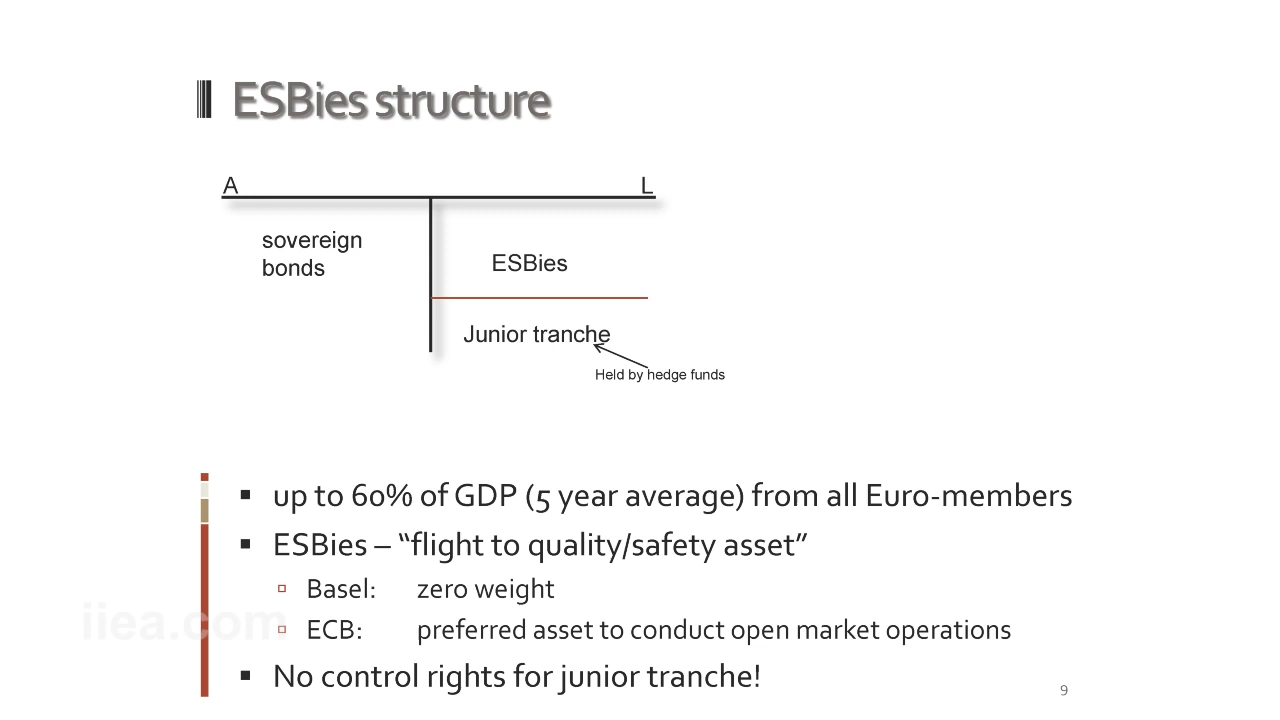 ESBies structure
A
L
sovereign
bonds
ESBies
Junior tranche
Held by hedge funds
▪ up to 60% of GDP (5 year average) from all Euro-members
▪ ESBies – “flight to quality/safety asset”
▫ Basel: zero weight
▫ ECB: preferred asset to conduct open market operations
▪ No control rights for junior tranche!
iiea.com
9